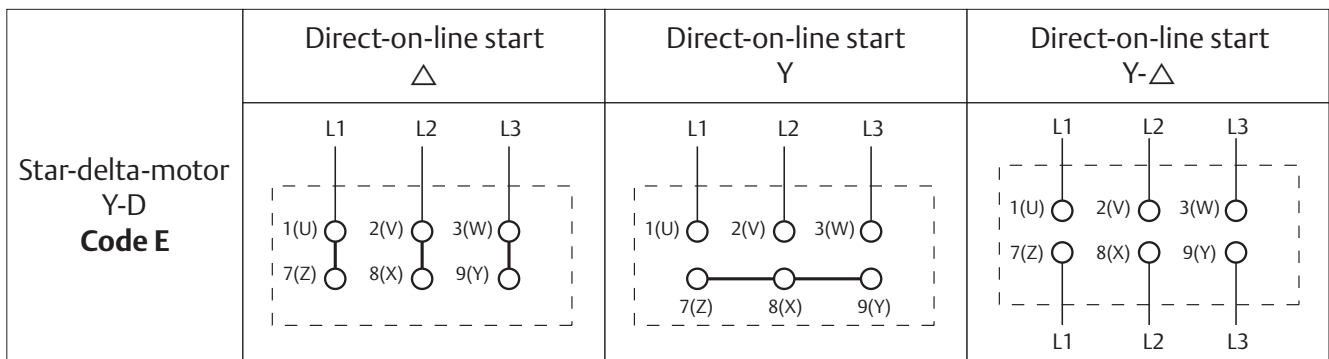 Star-delta-motor
Y-D
Code E
Direct-on-line start
△
L1 L2 L3
1(U) 2(V) 3(W)
7(Z) 8(X) 9(Y)
Direct-on-line start
Y
L1 L2 L3
1(U) 2(V) 3(W)
7(Z) 8(X) 9(Y)
Direct-on-line start
Y-△
L1 L2 L3
1(U) 2(V) 3(W)
7(Z) 8(X) 9(Y)
L1 L2 L3